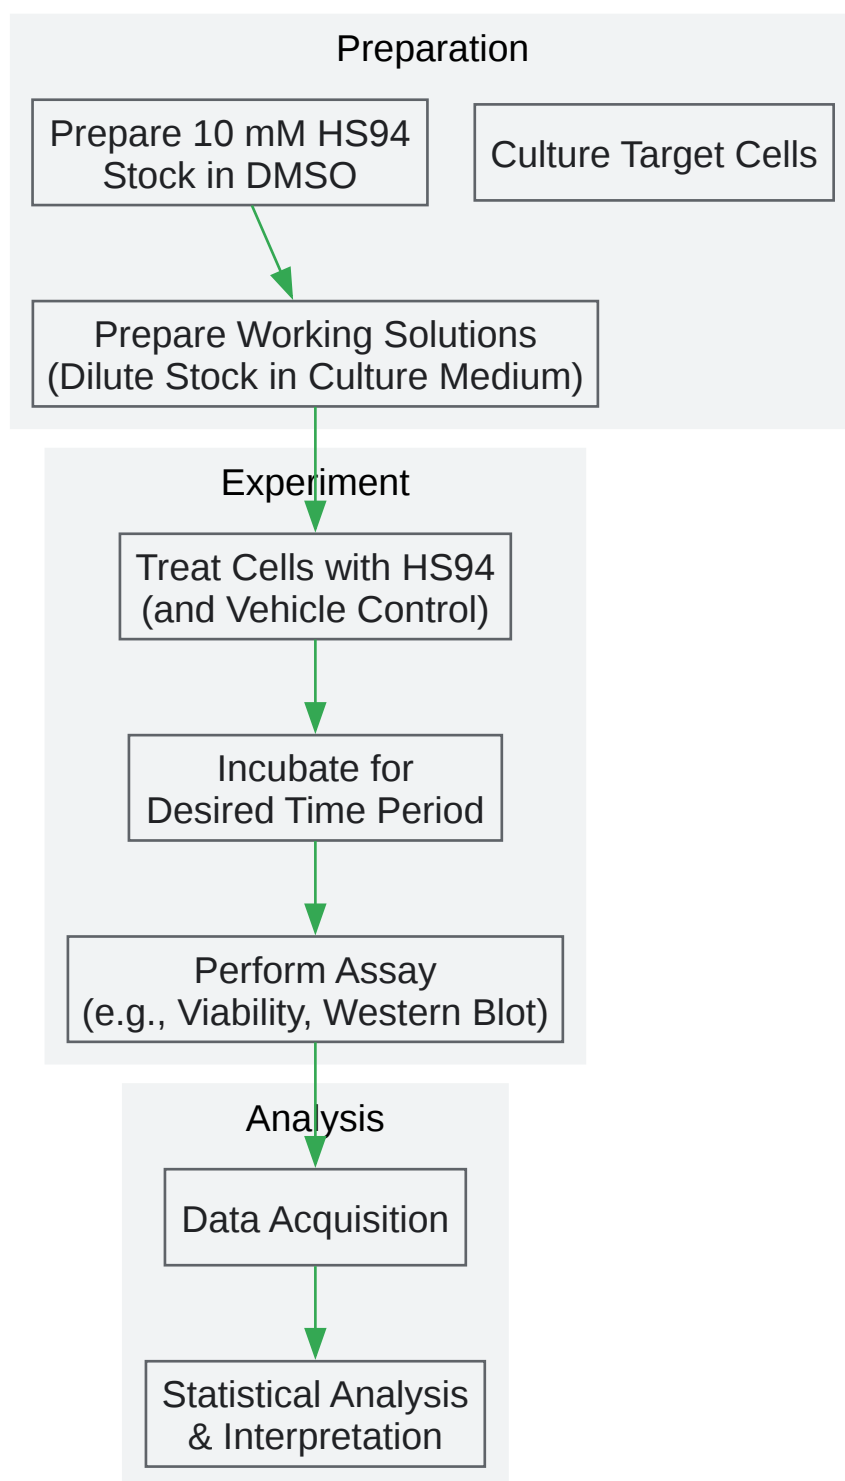 Preparation
Prepare 10 mM HS94
Stock in DMSO
Culture Target Cells
Prepare Working Solutions
(Dilute Stock in Culture Medium)
Experiment
Treat Cells with HS94
(and Vehicle Control)
Incubate for
Desired Time Period
Perform Assay
(e.g., Viability, Western Blot)
Analysis
Data Acquisition
Statistical Analysis
& Interpretation